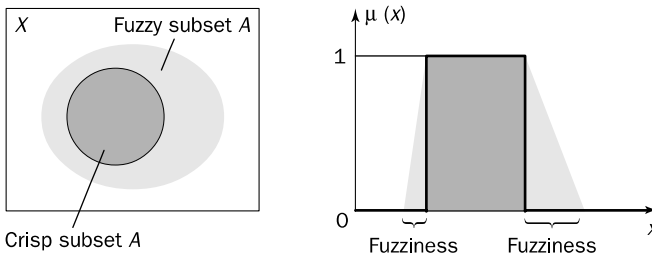 X
Fuzzy subset A
Crisp subset A
μ (x)
1
0
x
Fuzziness
Fuzziness